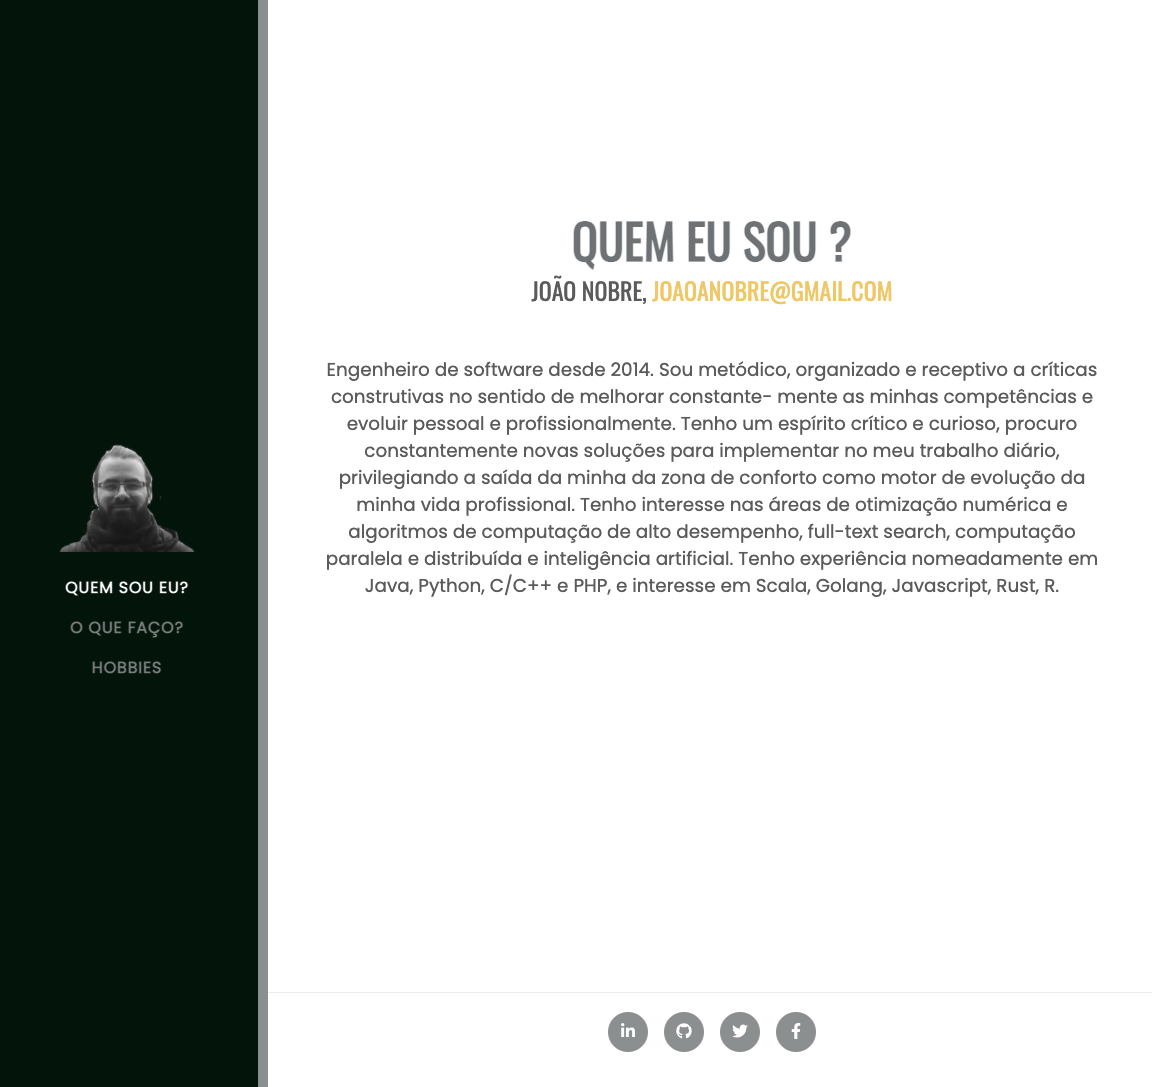 QUEM SOU EU?
O QUE FAÇO?
HOBBIES
QUEM EU SOU ?
JOÃO NOBRE, JOAOANOBRE@GMAIL.COM
Engenheiro de software desde 2014. Sou metódico, organizado e receptivo a críticas
construtivas no sentido de melhorar constante- mente as minhas competências e
evoluir pessoal e profissionalmente. Tenho um espírito crítico e curioso, procuro
constantemente novas soluções para implementar no meu trabalho diário,
privilegiando a saída da minha da zona de conforto como motor de evolução da
minha vida profissional. Tenho interesse nas áreas de otimização numérica e
algoritmos de computação de alto desempenho, full-text search, computação
paralela e distribuída e inteligência artificial. Tenho experiência nomeadamente em
Java, Python, C/C++ e PHP, e interesse em Scala, Golang, Javascript, Rust, R.